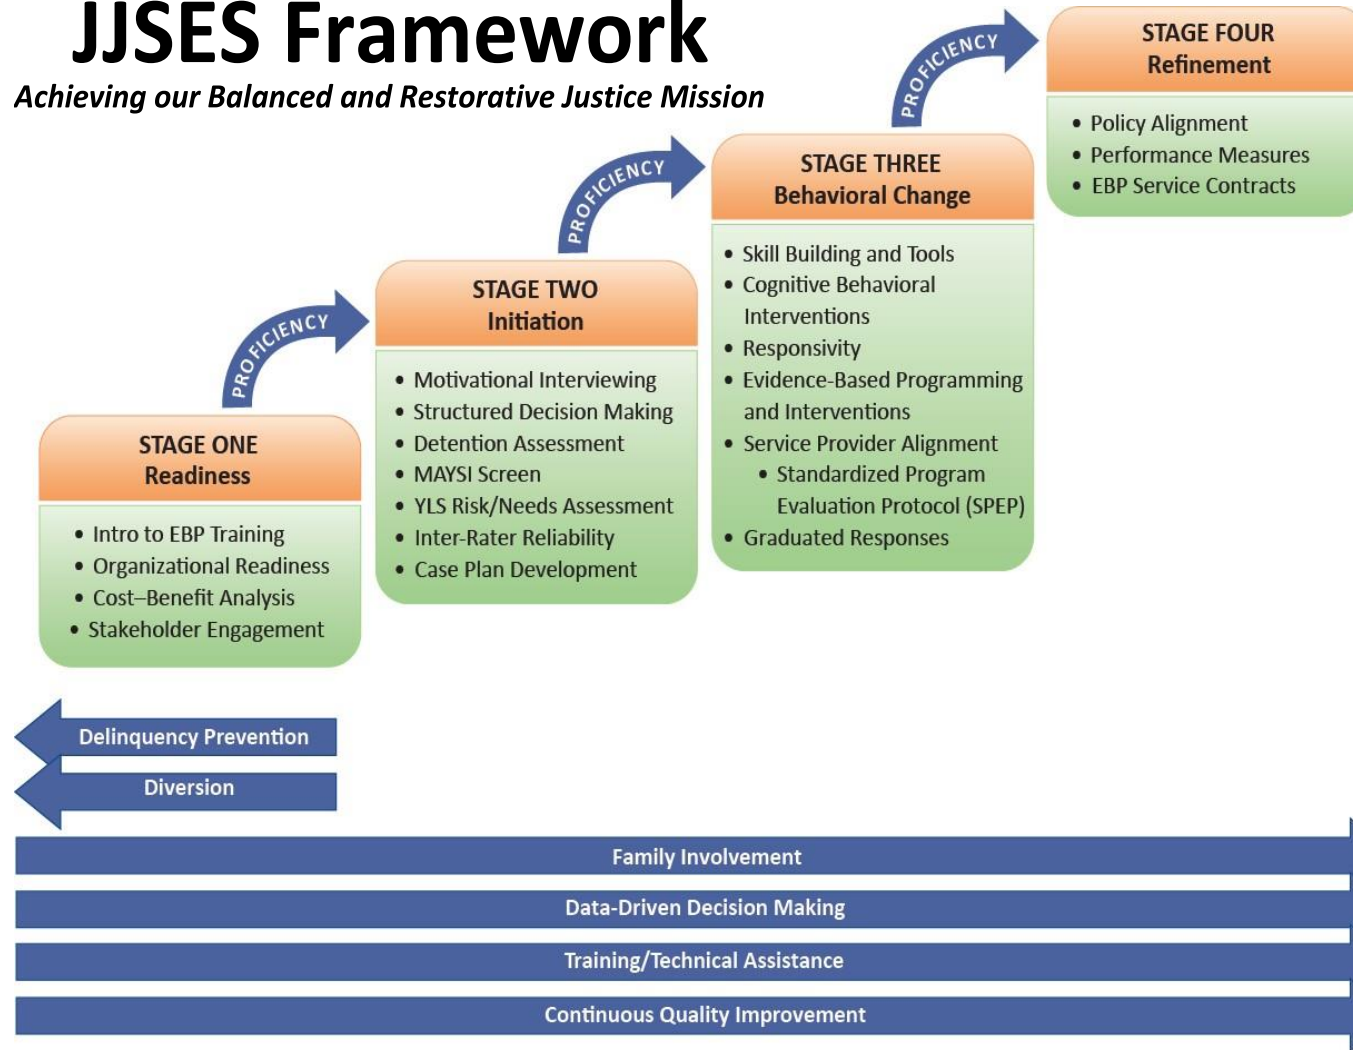 JJSES Framework
Achieving our Balanced and Restorative Justice Mission
STAGE ONE
Readiness
• Intro to EBP Training
• Organizational Readiness
• Cost–Benefit Analysis
• Stakeholder Engagement
PROFICIENCY
STAGE TWO
Initiation
• Motivational Interviewing
• Structured Decision Making
• Detention Assessment
• MAYSI Screen
• YLS Risk/Needs Assessment
• Inter-Rater Reliability
• Case Plan Development
PROFICIENCY
STAGE THREE
Behavioral Change
• Skill Building and Tools
• Cognitive Behavioral
Interventions
• Responsivity
• Evidence-Based Programming
and Interventions
• Service Provider Alignment
• Standardized Program
Evaluation Protocol (SPEP)
• Graduated Responses
PROFICIENCY
STAGE FOUR
Refinement
• Policy Alignment
• Performance Measures
• EBP Service Contracts
Delinquency Prevention
Diversion
Family Involvement
Data-Driven Decision Making
Training/Technical Assistance
Continuous Quality Improvement